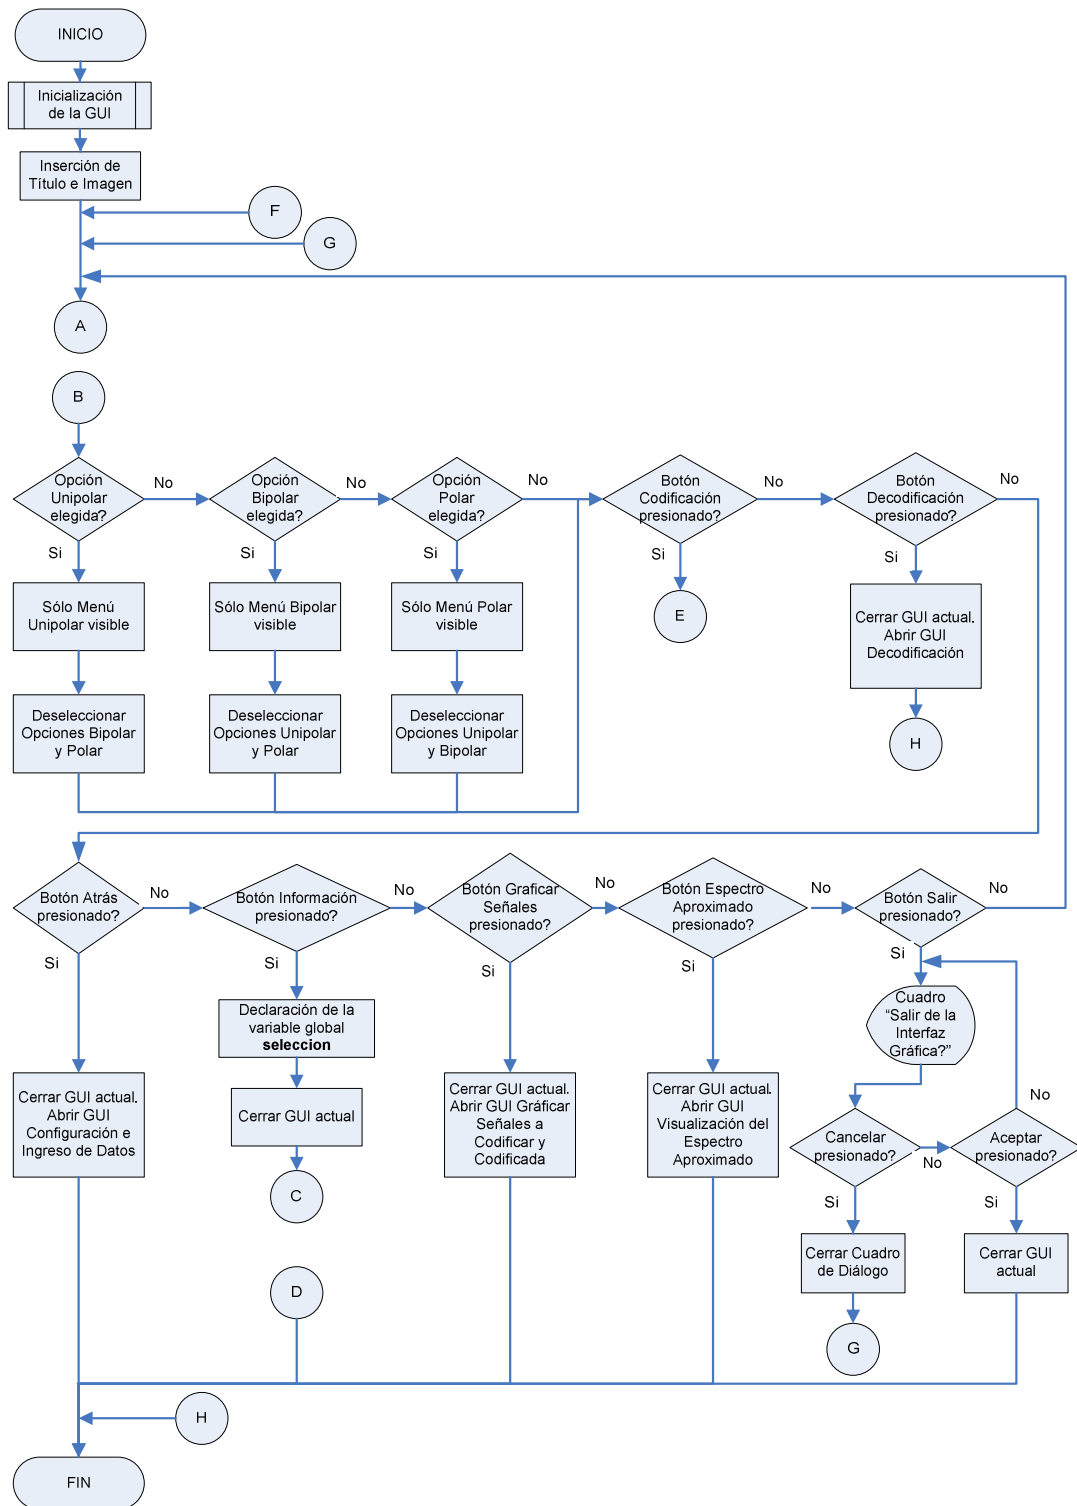 INICIO
Inicialización
de la GUI
Inserción de
Título e Imagen
F
G
A
B
Opción
Unipolar
elegida?
No
Opción
Bipolar
elegida?
No
Opción
Polar
elegida?
No
Botón
Codificación
presionado?
No
Botón
Decodificación
presionado?
No
Si
Si
Si
Si
Si
Sólo Menú
Unipolar visible
Sólo Menú Bipolar
visible
Sólo Menú Polar
visible
E
Cerrar GUI actual.
Abrir GUI
Decodificación
Deseleccionar
Opciones Bipolar
y Polar
Deseleccionar
Opciones Unipolar
y Polar
Deseleccionar
Opciones Unipolar
y Bipolar
H
Botón Atrás
presionado?
No
Botón Información
presionado?
No
Botón Graficar
Señales
presionado?
No
Botón Espectro
Aproximado
presionado?
No
Botón Salir
presionado?
No
Si
Si
Si
Si
Si
Declaración de la
variable global
seleccion
Cuadro
“Salir de la
Interfaz
Gráfica?”
Cerrar GUI actual.
Abrir GUI
Configuración e
Ingreso de Datos
Cerrar GUI actual
Cerrar GUI actual.
Abrir GUI Gráficar
Señales a
Codificar y
Codificada
Cerrar GUI actual.
Abrir GUI
Visualización del
Espectro
Aproximado
Cancelar
presionado?
No
Aceptar
presionado?
No
C
Si
Si
Cerrar Cuadro
de Diálogo
Cerrar GUI
actual
D
G
H
FIN